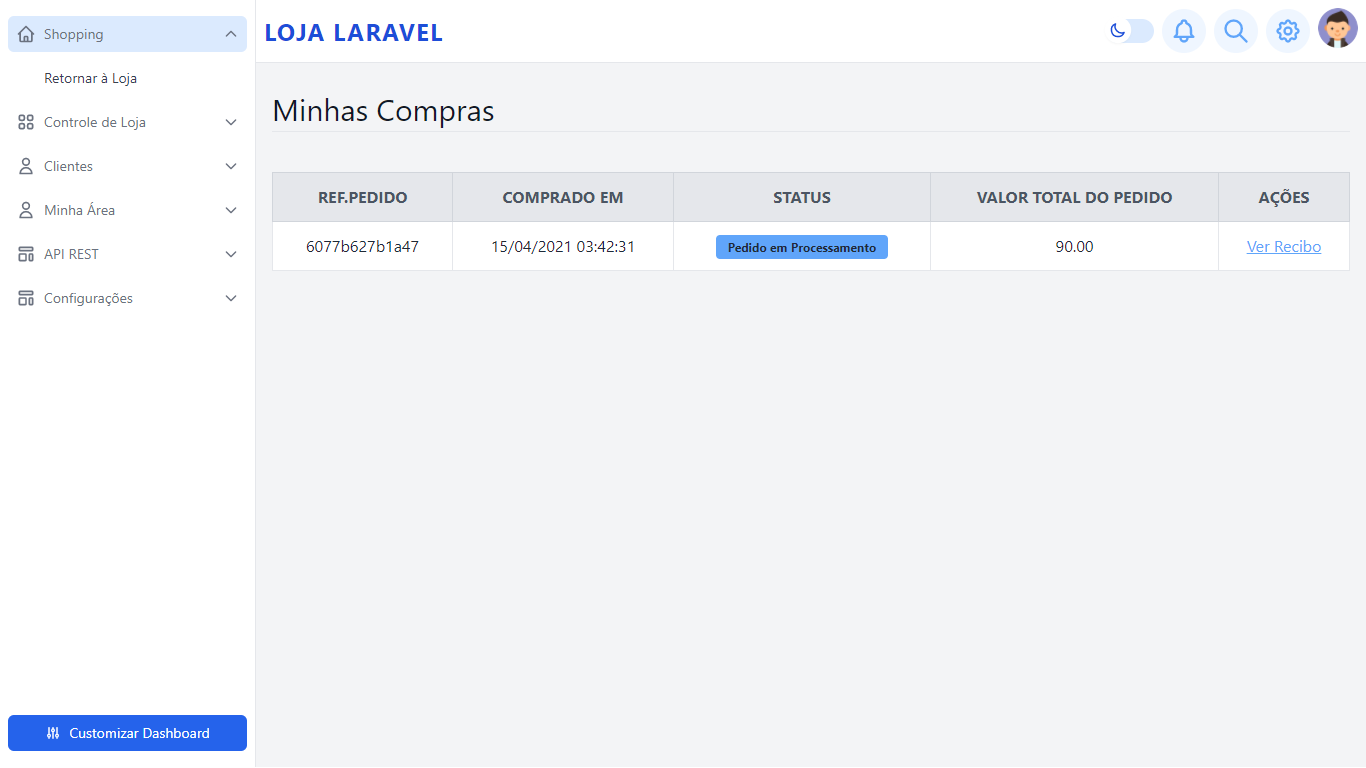 Shopping
Retornar à Loja
Controle de Loja
Clientes
Minha Área
API REST
Configurações
Customizar Dashboard
LOJA LARAVEL
Minhas Compras
REF.PEDIDO COMPRADO EM STATUS VALOR TOTAL DO PEDIDO AÇÕES
6077b627b1a47 15/04/2021 03:42:31 Pedido em Processamento 90.00 Ver Recibo